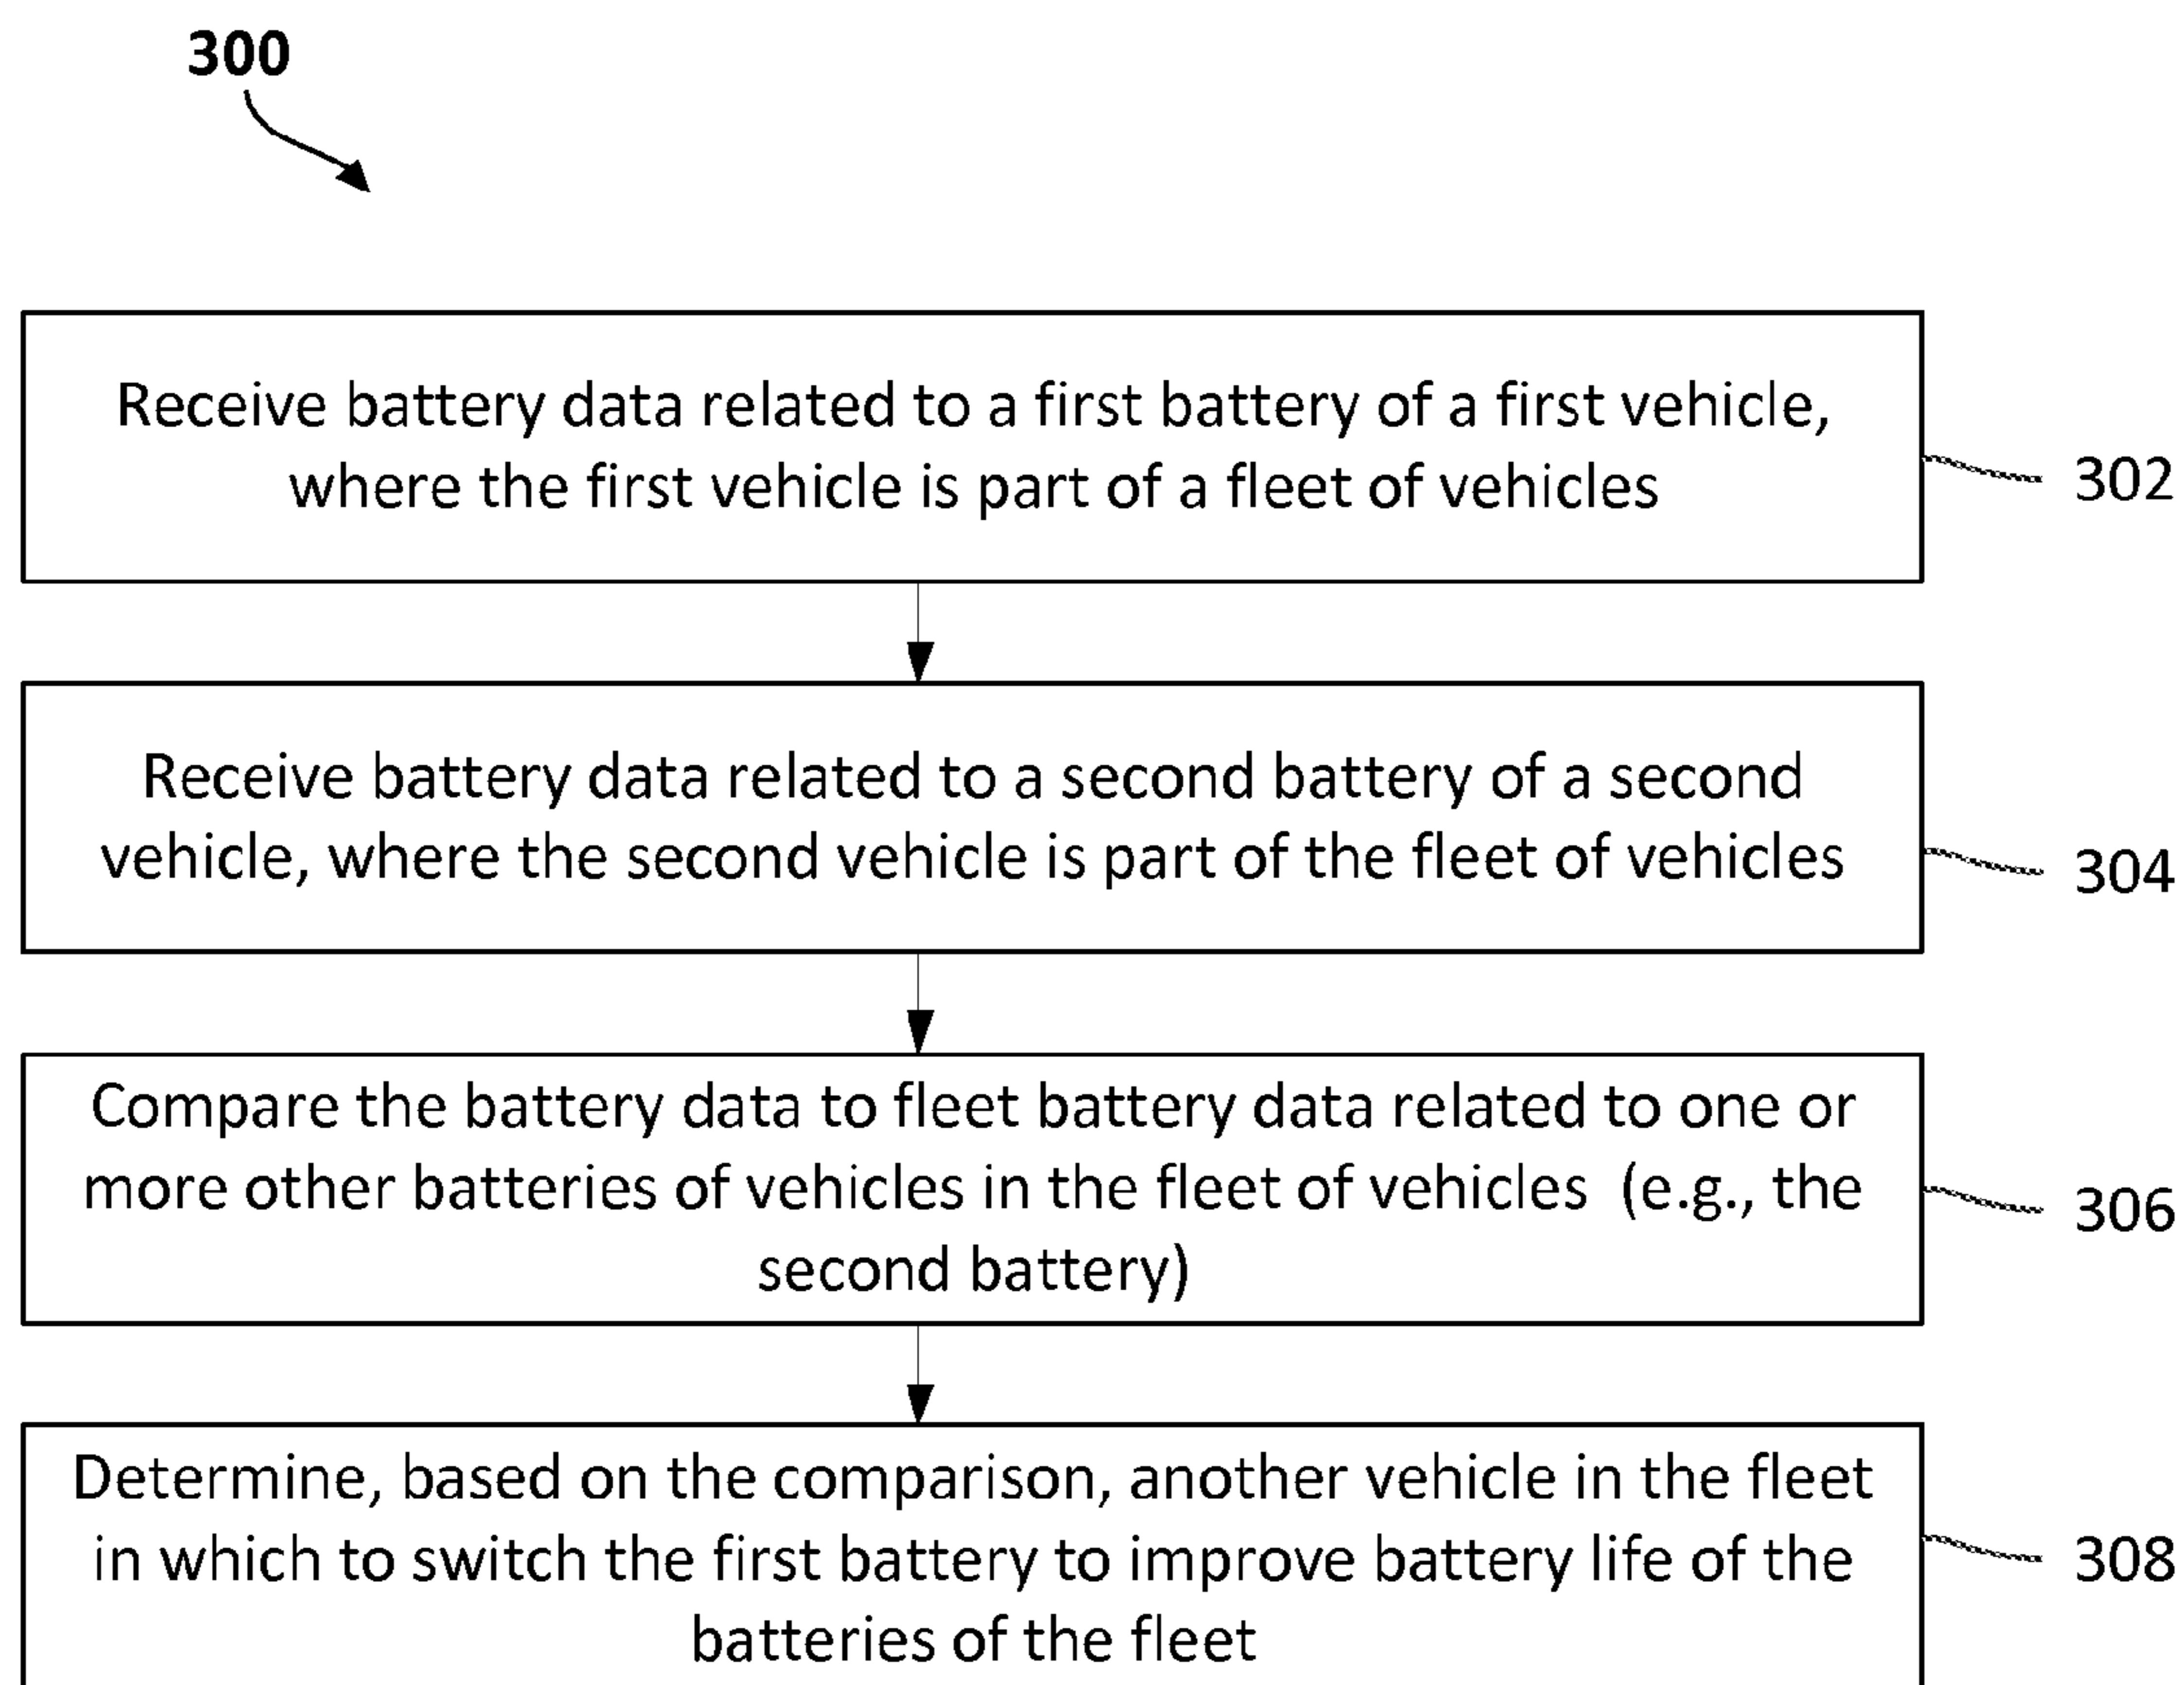 300
Receive battery data related to a first battery of a first vehicle,
where the first vehicle is part of a fleet of vehicles
302
Receive battery data related to a second battery of a second
vehicle, where the second vehicle is part of the fleet of vehicles
304
Compare the battery data to fleet battery data related to one or
more other batteries of vehicles in the fleet of vehicles (e.g., the
second battery)
306
Determine, based on the comparison, another vehicle in the fleet
in which to switch the first battery to improve battery life of the
batteries of the fleet
308